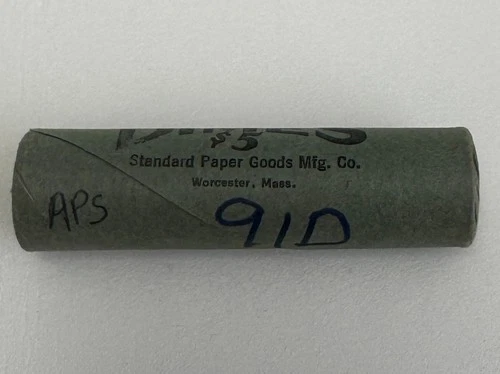 DIMES
$5
Standard Paper Goods Mfg. Co.
Worcester, Mass.
APS
91D